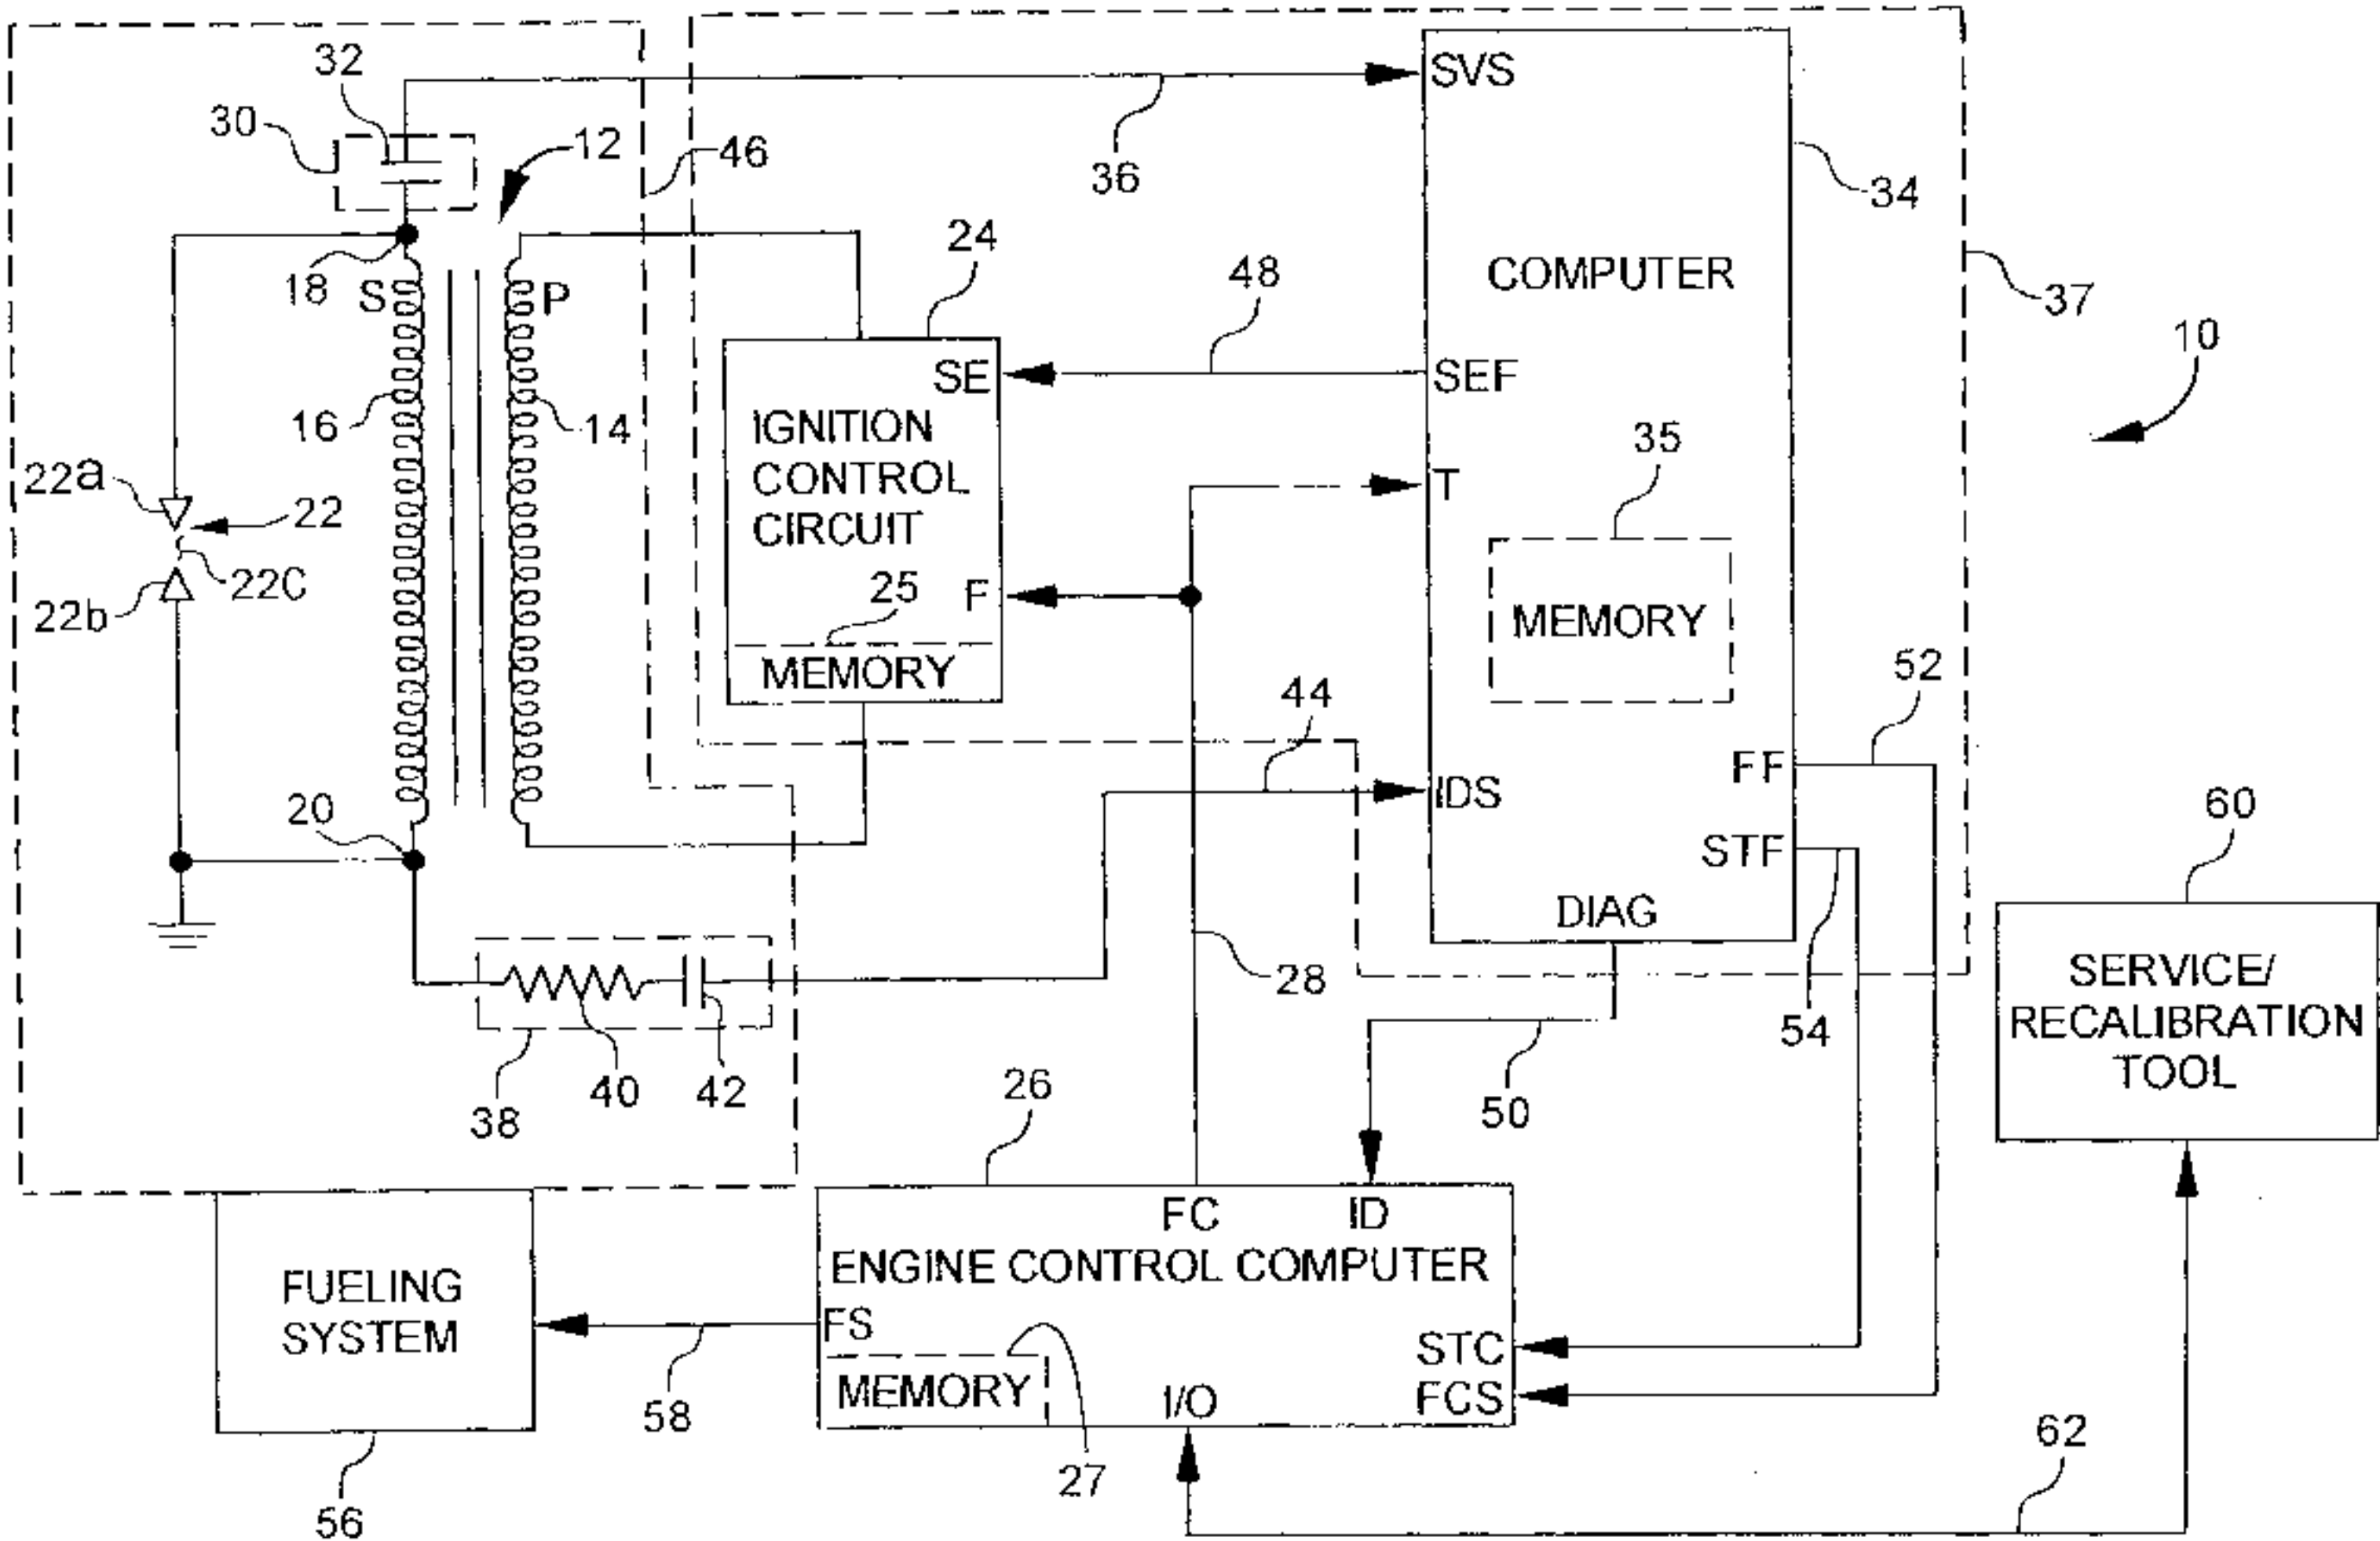 32
SVS
30
12
46
36
34
24
18
S
P
48
COMPUTER
37
10
SE
SEF
16
14
IGNITION
CONTROL
CIRCUIT
35
22a
22
T
22C
22b
25
F
MEMORY
MEMORY
52
44
FF
20
IDS
60
STF
DIAG
28
SERVICE/
RECALIBRATION
TOOL
54
40
42
38
26
50
FC
ID
ENGINE CONTROL COMPUTER
FUELING
SYSTEM
FS
STC
MEMORY
I/O
FCS
58
62
27
56